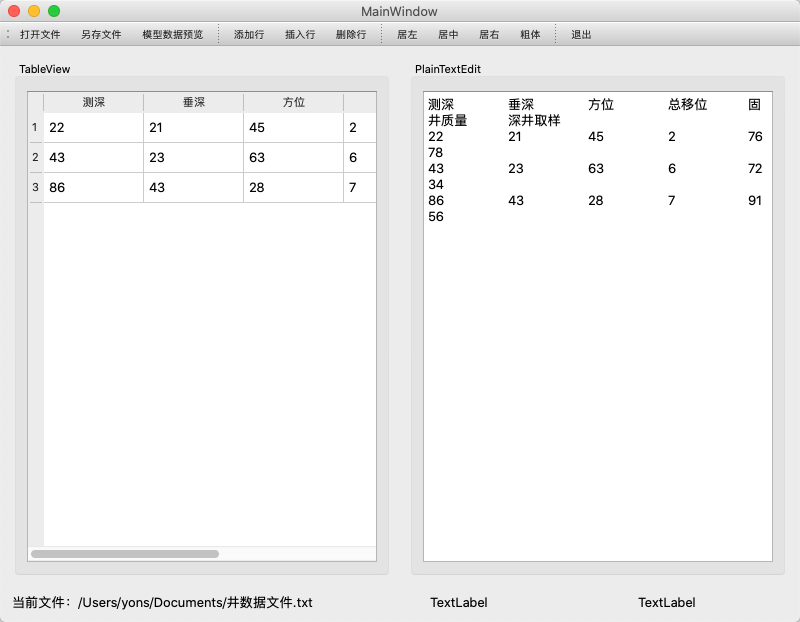 MainWindow
打开文件 另存文件 模型数据预览 添加行 插入行 删除行 居左 居中 居右 粗体 退出
TableView
测深 垂深 方位
1 22 21 45 2
2 43 23 63 6
3 86 43 28 7
PlainTextEdit
测深 垂深 方位 总移位 固
井质量 深井取样
22 21 45 2 76
78
43 23 63 6 72
34
86 43 28 7 91
56
当前文件：/Users/yons/Documents/井数据文件.txt TextLabel TextLabel